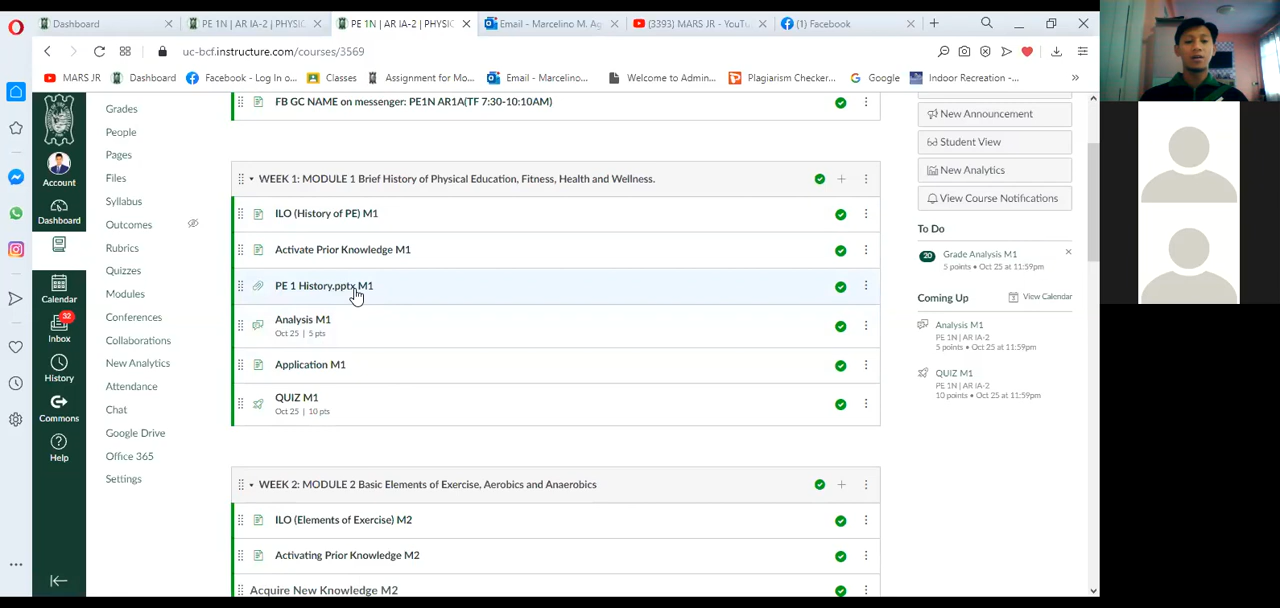 Dashboard
PE 1N | AR IA-2 | PHYSIC
PE 1N | AR IA-2 | PHYSIC
Email - Marcelino M. Ag
(3393) MARS JR - YouTu
(1) Facebook
uc-bcf.instructure.com/courses/3569
MARS JR
Dashboard
Facebook - Log In o...
Classes
Assignment for Mo...
Email - Marcelino...
Welcome to Admin...
Plagiarism Checker...
Google
Indoor Recreation -...
Account
Dashboard
Calendar
32
Inbox
History
Commons
Help
Grades
People
Pages
Files
Syllabus
Outcomes
Rubrics
Quizzes
Modules
Conferences
Collaborations
New Analytics
Attendance
Chat
Google Drive
Office 365
Settings
FB GC NAME on messenger: PE1N AR1A(TF 7:30-10:10AM)
WEEK 1: MODULE 1 Brief History of Physical Education, Fitness, Health and Wellness.
ILO (History of PE) M1
Activate Prior Knowledge M1
PE 1 History.pptx M1
Analysis M1
Oct 25 | 5 pts
Application M1
QUIZ M1
Oct 25 | 10 pts
WEEK 2: MODULE 2 Basic Elements of Exercise, Aerobics and Anaerobics
ILO (Elements of Exercise) M2
Activating Prior Knowledge M2
Acquire New Knowledge M2
New Announcement
Student View
New Analytics
View Course Notifications
To Do
20
Grade Analysis M1
5 points • Oct 25 at 11:59pm
Coming Up
View Calendar
Analysis M1
PE 1N | AR IA-2
5 points • Oct 25 at 11:59pm
QUIZ M1
PE 1N | AR IA-2
10 points • Oct 25 at 11:59pm